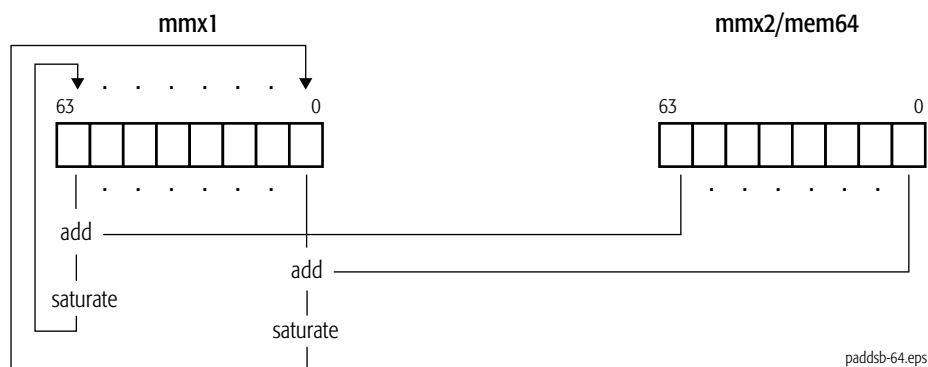 mmx1 mmx2/mem64
. . . . . .
63 0 63 0
. . . . . . . . . . . .
add
add
saturate
saturate
paddsb-64.eps